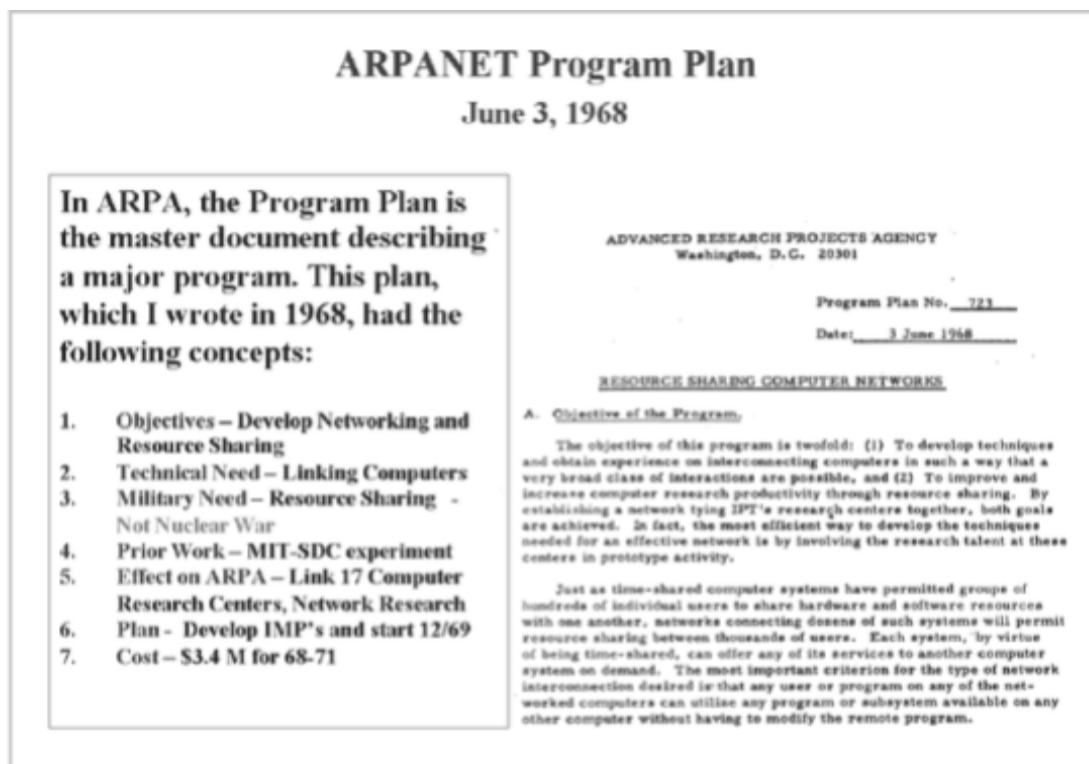 ARPANET Program Plan
June 3, 1968
In ARPA, the Program Plan is
the master document describing
a major program. This plan,
which I wrote in 1968, had the
following concepts:
1. Objectives – Develop Networking and
Resource Sharing
2. Technical Need – Linking Computers
3. Military Need – Resource Sharing -
Not Nuclear War
4. Prior Work – MIT-SDC experiment
5. Effect on ARPA – Link 17 Computer
Research Centers, Network Research
6. Plan - Develop IMP's and start 12/69
7. Cost – $3.4 M for 68-71
ADVANCED RESEARCH PROJECTS AGENCY
Washington, D.C. 20301
Program Plan No. 723
Date: 3 June 1968
RESOURCE SHARING COMPUTER NETWORKS
A. Objective of the Program.
The objective of this program is twofold: (1) To develop techniques
and obtain experience on interconnecting computers in such a way that a
very broad class of interactions are possible, and (2) To improve and
increase computer research productivity through resource sharing. By
establishing a network tying IPT's research centers together, both goals
are achieved. In fact, the most efficient way to develop the techniques
needed for an effective network is by involving the research talent at these
centers in prototype activity.
Just as time-shared computer systems have permitted groups of
hundreds of individual users to share hardware and software resources
with one another, networks connecting dozens of such systems will permit
resource sharing between thousands of users. Each system, by virtue
of being time-shared, can offer any of its services to another computer
system on demand. The most important criterion for the type of network
interconnection desired is that any user or program on any of the net-
worked computers can utilize any program or subsystem available on any
other computer without having to modify the remote program.